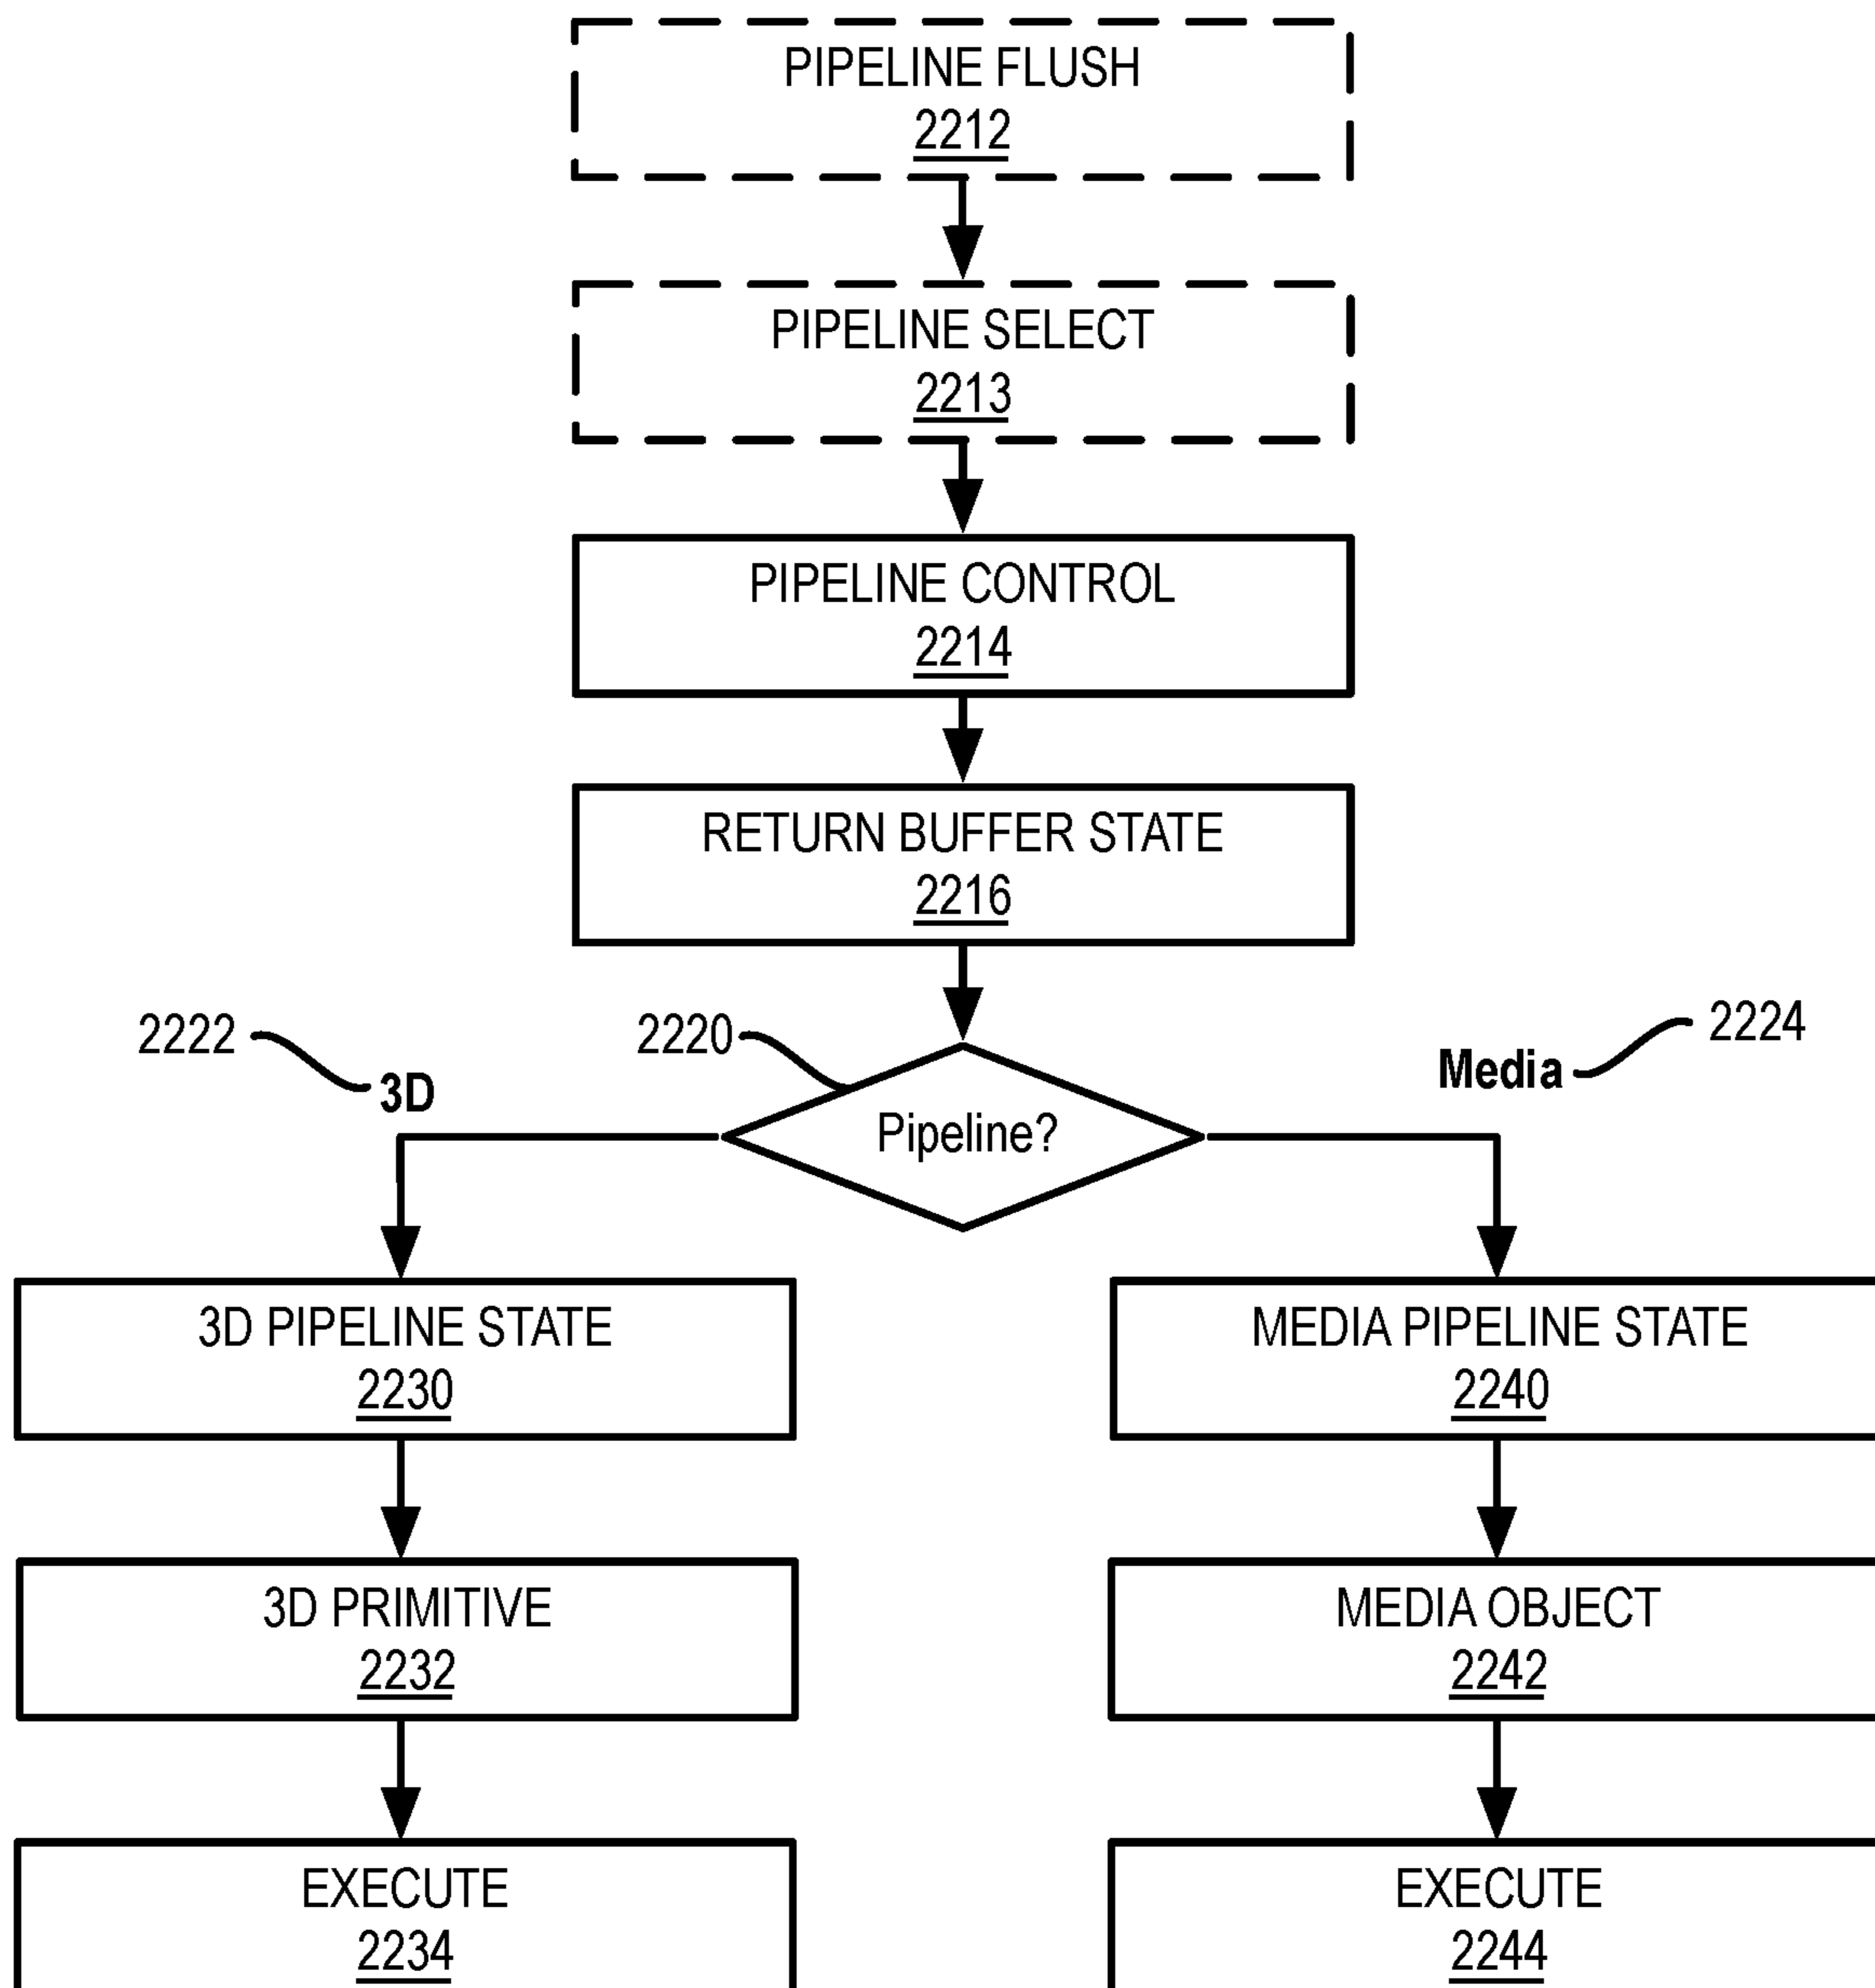 PIPELINE FLUSH
2212
PIPELINE SELECT
2213
PIPELINE CONTROL
2214
RETURN BUFFER STATE
2216
2222
2220
2224
3D
Media
Pipeline?
3D PIPELINE STATE
2230
MEDIA PIPELINE STATE
2240
3D PRIMITIVE
2232
MEDIA OBJECT
2242
EXECUTE
2234
EXECUTE
2244